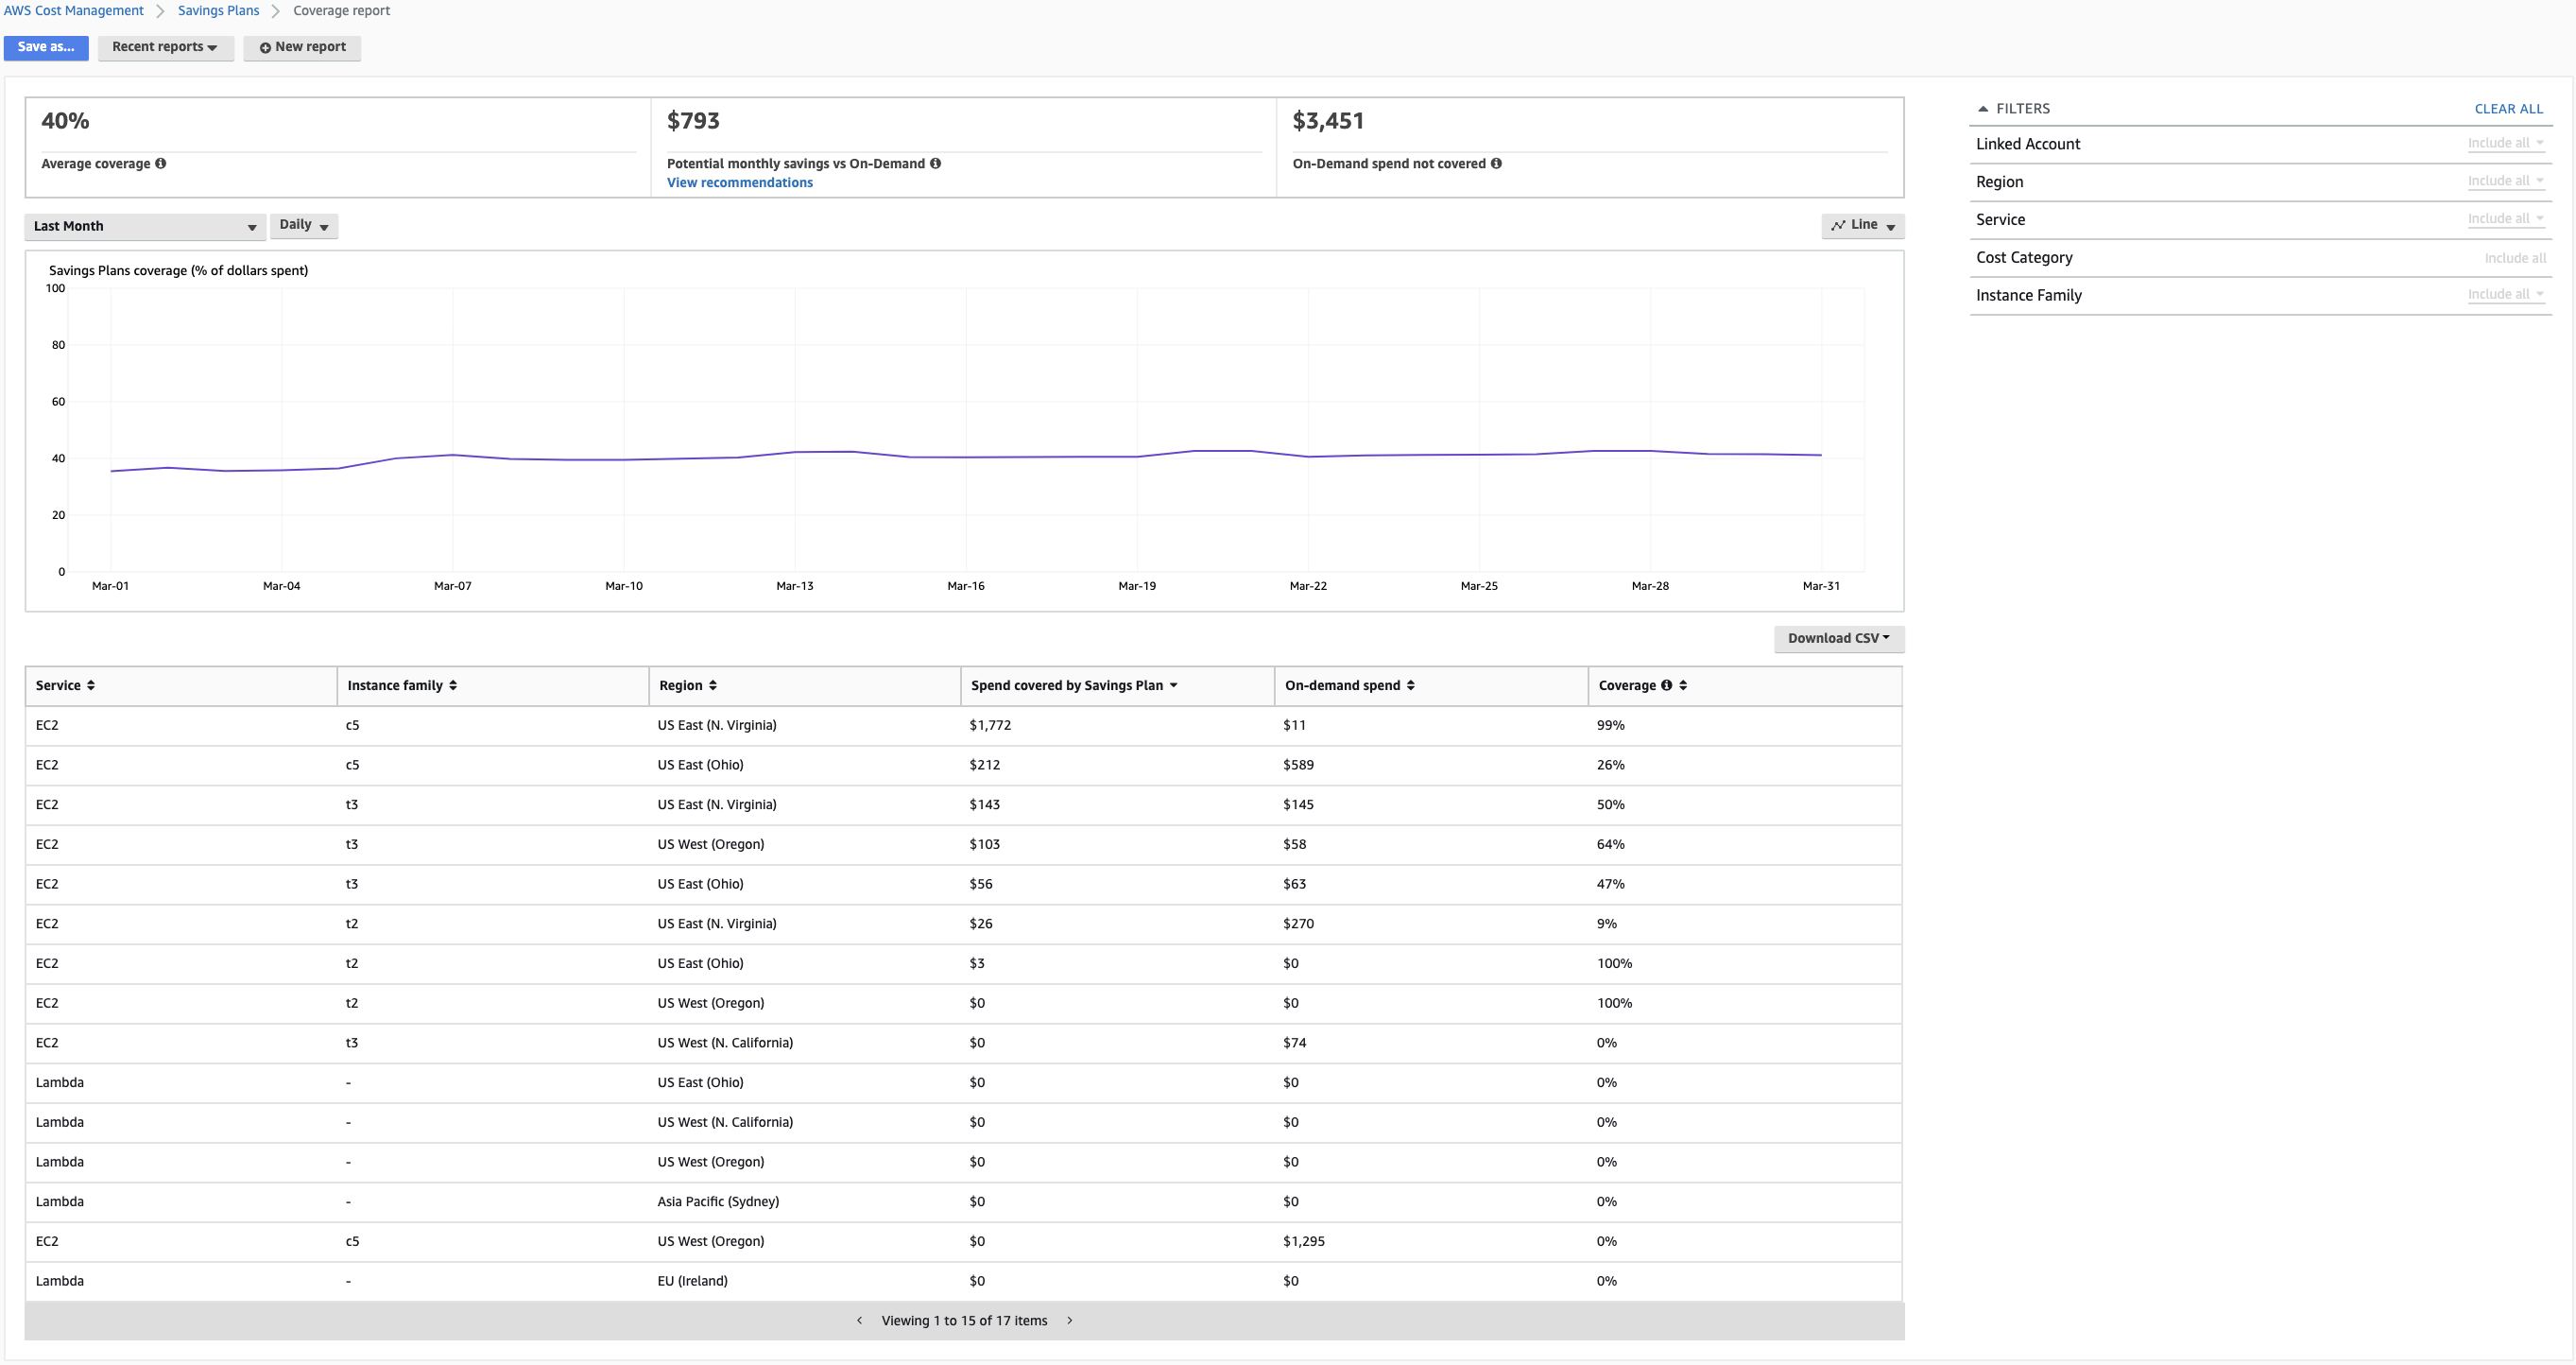 AWS Cost Management Savings Plans Coverage report
Save as... Recent reports New report
40% $793 $3,451
Average coverage Potential monthly savings vs On-Demand On-Demand spend not covered
View recommendations
FILTERS CLEAR ALL
Linked Account Include all
Region Include all
Service Include all
Cost Category Include all
Instance Family Include all
Last Month Daily Line
Savings Plans coverage (% of dollars spent)
100
80
60
40
20
0
Mar-01 Mar-04 Mar-07 Mar-10 Mar-13 Mar-16 Mar-19 Mar-22 Mar-25 Mar-28 Mar-31
Download CSV
Service Instance family Region Spend covered by Savings Plan On-demand spend Coverage
EC2 c5 US East (N. Virginia) $1,772 $11 99%
EC2 c5 US East (Ohio) $212 $589 26%
EC2 t3 US East (N. Virginia) $143 $145 50%
EC2 t3 US West (Oregon) $103 $58 64%
EC2 t3 US East (Ohio) $56 $63 47%
EC2 t2 US East (N. Virginia) $26 $270 9%
EC2 t2 US East (Ohio) $3 $0 100%
EC2 t2 US West (Oregon) $0 $0 100%
EC2 t3 US West (N. California) $0 $74 0%
Lambda - US East (Ohio) $0 $0 0%
Lambda - US West (N. California) $0 $0 0%
Lambda - US West (Oregon) $0 $0 0%
Lambda - Asia Pacific (Sydney) $0 $0 0%
EC2 c5 US West (Oregon) $0 $1,295 0%
Lambda - EU (Ireland) $0 $0 0%
Viewing 1 to 15 of 17 items